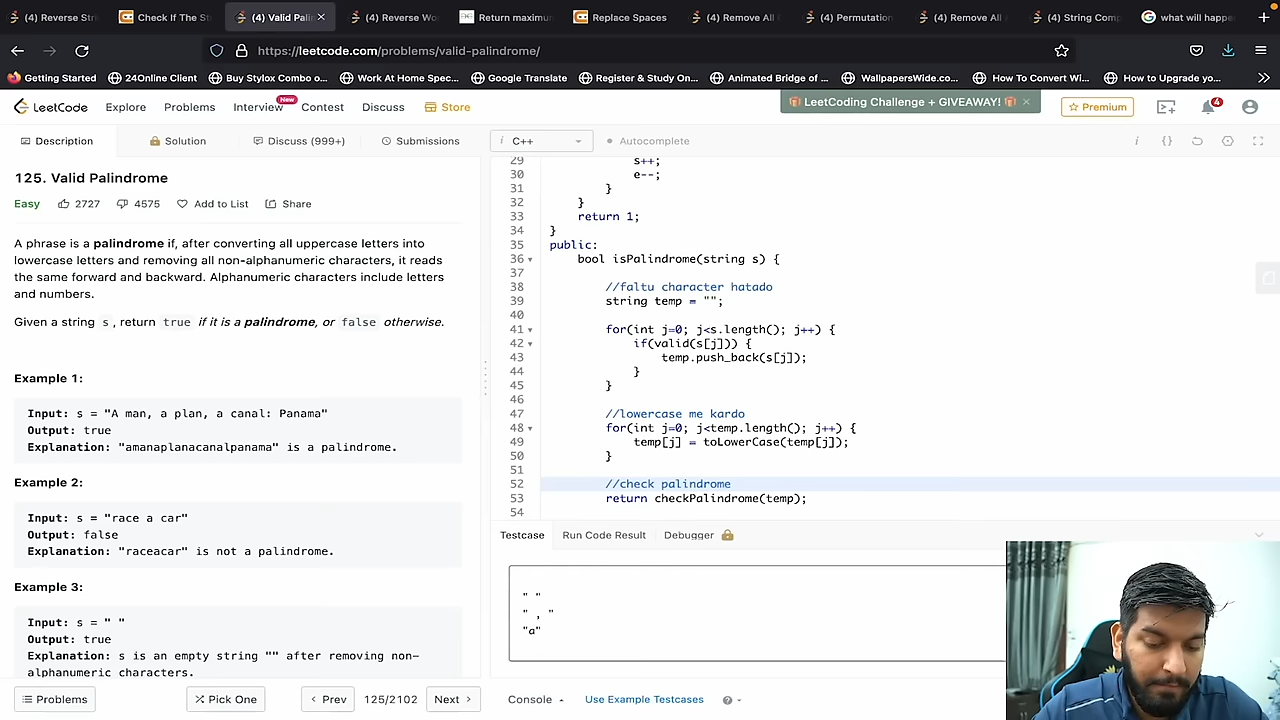 (4) Reverse Stri
Check If The St
(4) Valid Pali
(4) Reverse Wo
Return maximu
Replace Spaces
(4) Remove All
(4) Permutation
(4) Remove All
(4) String Comp
what will happe
https://leetcode.com/problems/valid-palindrome/
Getting Started
24Online Client
Buy Stylox Combo o...
Work At Home Spec...
Google Translate
Register & Study On...
Animated Bridge of ...
WallpapersWide.co...
How To Convert Wi...
How to Upgrade yo...
LeetCode
Explore
Problems
Interview
New
Contest
Discuss
Store
LeetCoding Challenge + GIVEAWAY!
Premium
4
Description
Solution
Discuss (999+)
Submissions
i C++
Autocomplete
i {}
125. Valid Palindrome
Easy 2727 4575 Add to List Share
A phrase is a palindrome if, after converting all uppercase letters into
lowercase letters and removing all non-alphanumeric characters, it reads
the same forward and backward. Alphanumeric characters include letters
and numbers.
Given a string s, return true if it is a palindrome, or false otherwise.
Example 1:
Input: s = "A man, a plan, a canal: Panama"
Output: true
Explanation: "amanaplanacanalpanama" is a palindrome.
Example 2:
Input: s = "race a car"
Output: false
Explanation: "raceacar" is not a palindrome.
Example 3:
Input: s = " "
Output: true
Explanation: s is an empty string "" after removing non-
alphanumeric characters.
29 s++;
30 e--;
31 }
32 }
33 return 1;
34 }
35 public:
36 bool isPalindrome(string s) {
37
38 //faltu character hatado
39 string temp = "";
40
41 for(int j=0; j<s.length(); j++) {
42 if(valid(s[j])) {
43 temp.push_back(s[j]);
44 }
45 }
46
47 //lowercase me kardo
48 for(int j=0; j<temp.length(); j++) {
49 temp[j] = toLowerCase(temp[j]);
50 }
51
52 //check palindrome
53 return checkPalindrome(temp);
54
Testcase
Run Code Result
Debugger
" "
" , "
"a"
Problems
Pick One
Prev
125/2102
Next
Console
Use Example Testcases